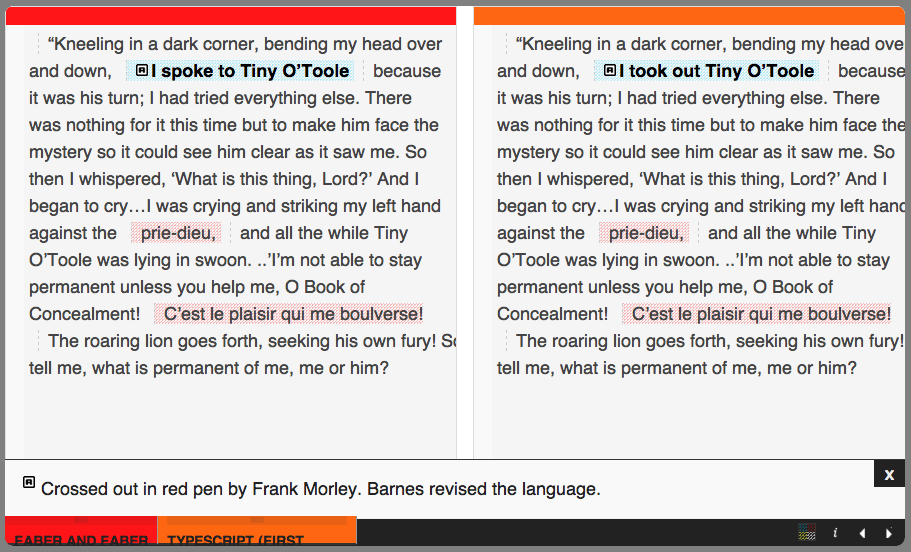 “Kneeling in a dark corner, bending my head over
and down, R I spoke to Tiny O’Toole because
it was his turn; I had tried everything else. There
was nothing for it this time but to make him face the
mystery so it could see him clear as it saw me. So
then I whispered, ‘What is this thing, Lord?’ And I
began to cry…I was crying and striking my left hand
against the prie-dieu, and all the while Tiny
O’Toole was lying in swoon. ..’I’m not able to stay
permanent unless you help me, O Book of
Concealment! C’est le plaisir qui me boulverse!
The roaring lion goes forth, seeking his own fury! So
tell me, what is permanent of me, me or him?
“Kneeling in a dark corner, bending my head ove
and down, R I took out Tiny O’Toole because
it was his turn; I had tried everything else. There
was nothing for it this time but to make him face the
mystery so it could see him clear as it saw me. So
then I whispered, ‘What is this thing, Lord?’ And I
began to cry…I was crying and striking my left hand
against the prie-dieu, and all the while Tiny
O’Toole was lying in swoon. ..’I’m not able to stay
permanent unless you help me, O Book of
Concealment! C’est le plaisir qui me boulverse!
The roaring lion goes forth, seeking his own fury!
tell me, what is permanent of me, me or him?
R Crossed out in red pen by Frank Morley. Barnes revised the language.
x
FABER AND FABER
TYPESCRIPT (FIRST
i